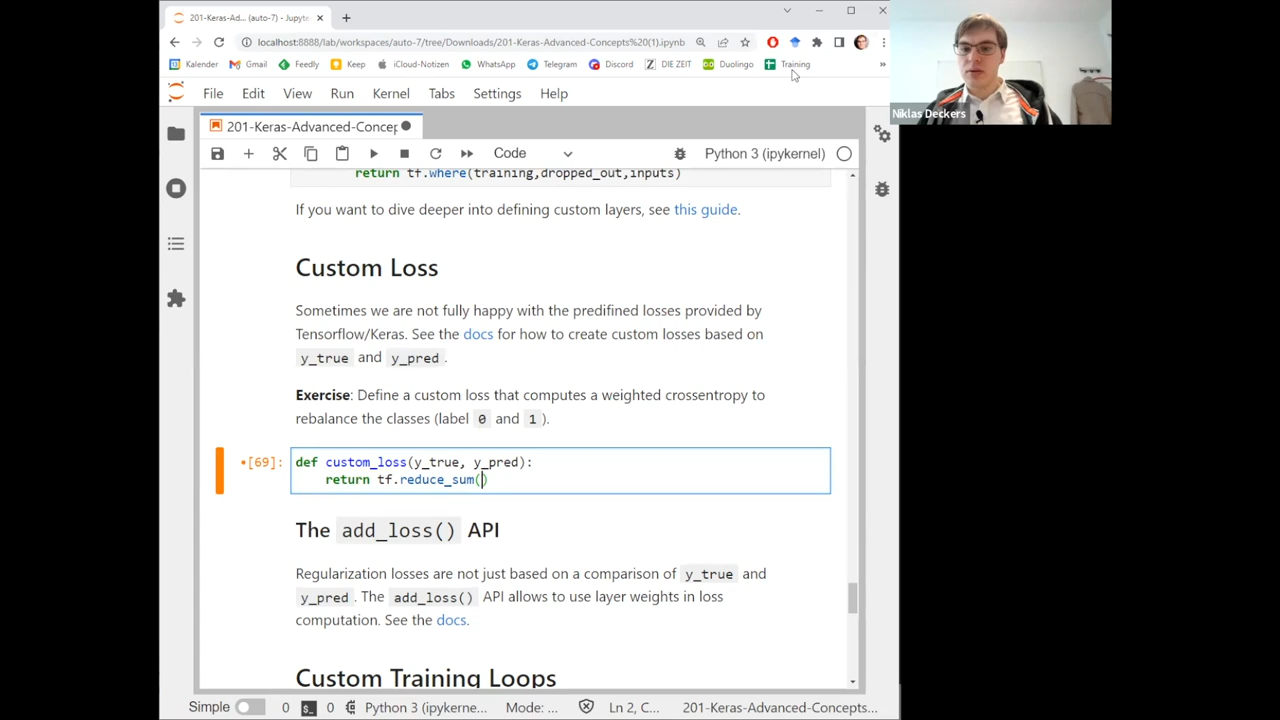 201-Keras-Ad... (auto-7) - Jupyte
localhost:8888/lab/workspaces/auto-7/tree/Downloads/201-Keras-Advanced-Concepts%20(1).ipynb
Kalender Gmail Feedly Keep iCloud-Notizen WhatsApp Telegram Discord DIE ZEIT Duolingo Training »
Niklas Deckers
File Edit View Run Kernel Tabs Settings Help
201-Keras-Advanced-Concep
Code Python 3 (ipykernel)
return tf.where(training,dropped_out,inputs)
If you want to dive deeper into defining custom layers, see this guide.
Custom Loss
Sometimes we are not fully happy with the predifined losses provided by
Tensorflow/Keras. See the docs for how to create custom losses based on
y_true and y_pred.
Exercise: Define a custom loss that computes a weighted crossentropy to
rebalance the classes (label 0 and 1 ).
[69]: def custom_loss(y_true, y_pred):
return tf.reduce_sum()
The add_loss() API
Regularization losses are not just based on a comparison of y_true and
y_pred. The add_loss() API allows to use layer weights in loss
computation. See the docs.
Custom Training Loops
Simple 0 $_ 0 Python 3 (ipykerne... Mode: ... Ln 2, C... 201-Keras-Advanced-Concepts...